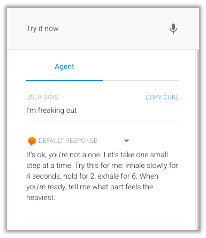 Try it now
Agent
USER SAYS COPY CURL
I'm freaking out
DEFAULT RESPONSE
It's ok, you're not alone. Let's take one small
step at a time. Try this for me: inhale slowly for
4 seconds, hold for 2, exhale for 6. When
you're ready, tell me what part feels the
heaviest.